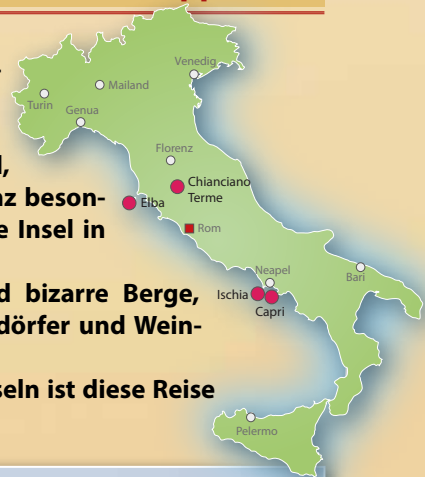 Venedig
Mailand
Turin
Genua
Florenz
Chianciano
Terme
Elba
nz beson-
e Insel in
Rom
d bizarre Berge,
Neapel
Bari
Ischia
dörfer und Wein-
Capri
seln ist diese Reise
Pelermo